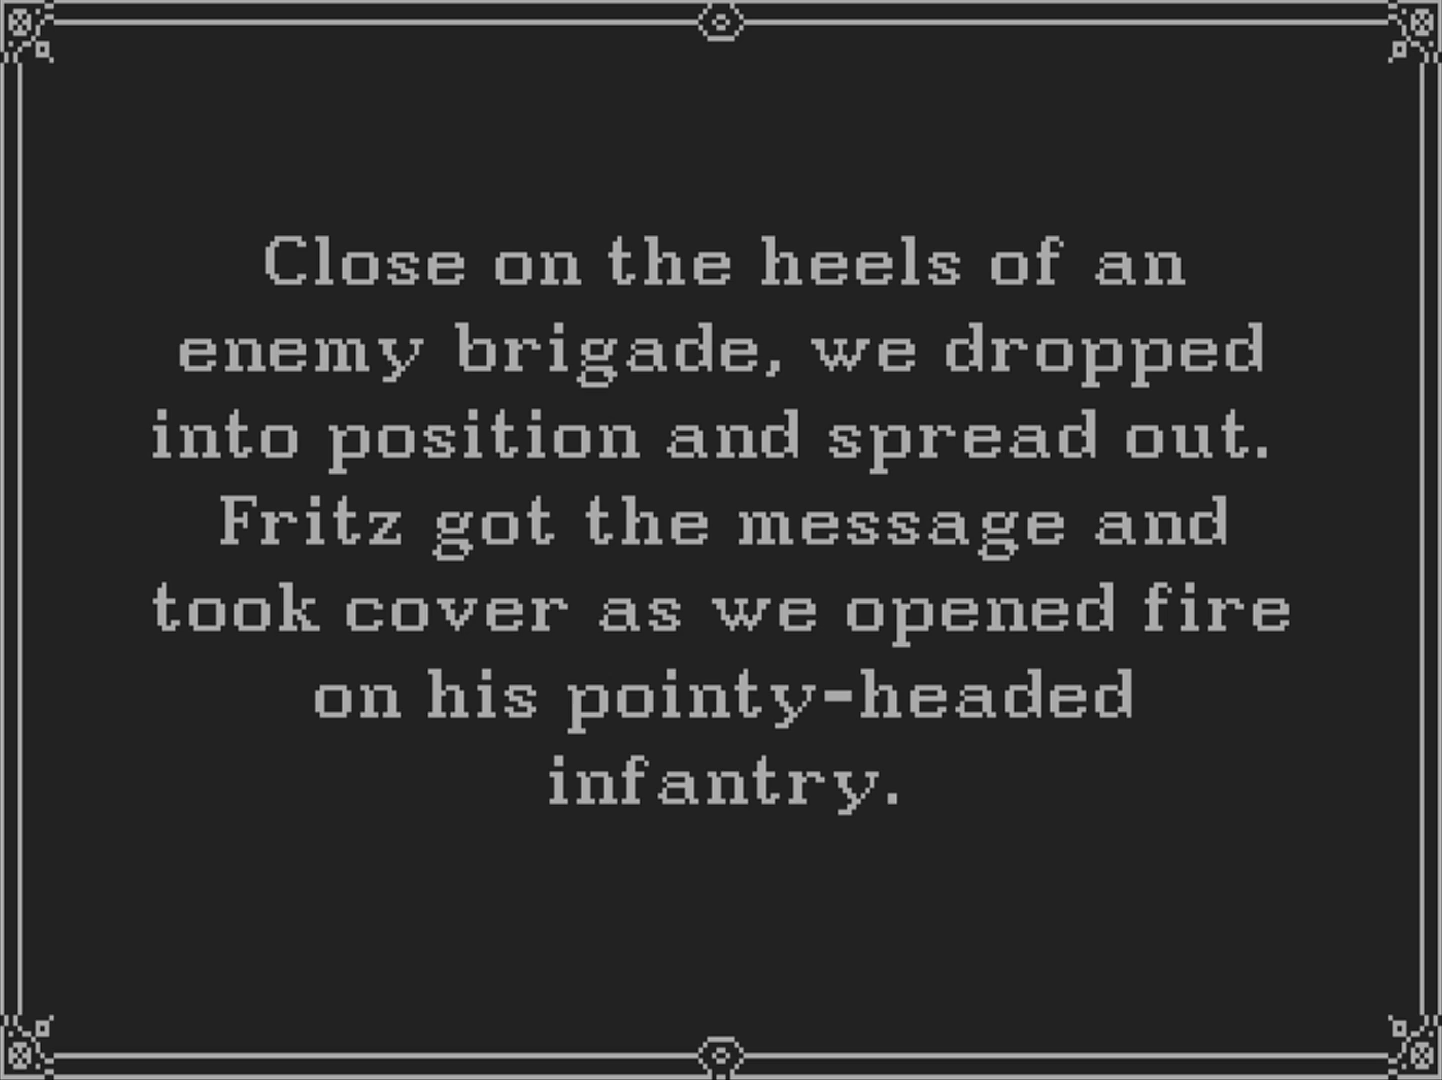 Close on the heels of an
enemy brigade, we dropped
into position and spread out.
Fritz got the message and
took cover as we opened fire
on his pointy-headed
infantry.